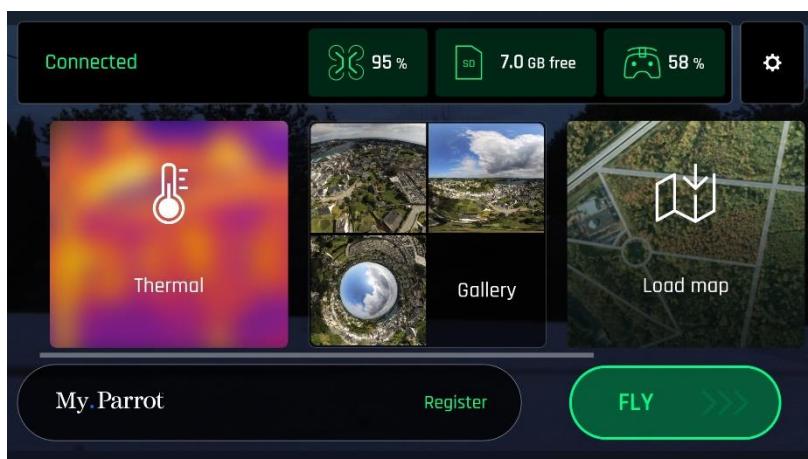 Connected
95 %
SD
7.0 GB free
58 %
Thermal
Gallery
Load map
My.Parrot
Register
FLY